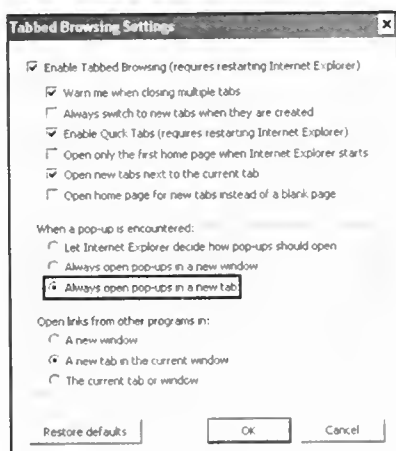 Tabbed Browsing Settings
Enable Tabbed Browsing (requires restarting Internet Explorer)
Warn me when closing multiple tabs
Always switch to new tabs when they are created
Enable Quick Tabs (requires restarting Internet Explorer)
Open only the first home page when Internet Explorer starts
Open new tabs next to the current tab
Open home page for new tabs instead of a blank page
When a pop-up is encountered:
Let Internet Explorer decide how pop-ups should open
Always open pop-ups in a new window
Always open pop-ups in a new tab
Open links from other programs in:
A new window
A new tab in the current window
The current tab or window
Restore defaults OK Cancel